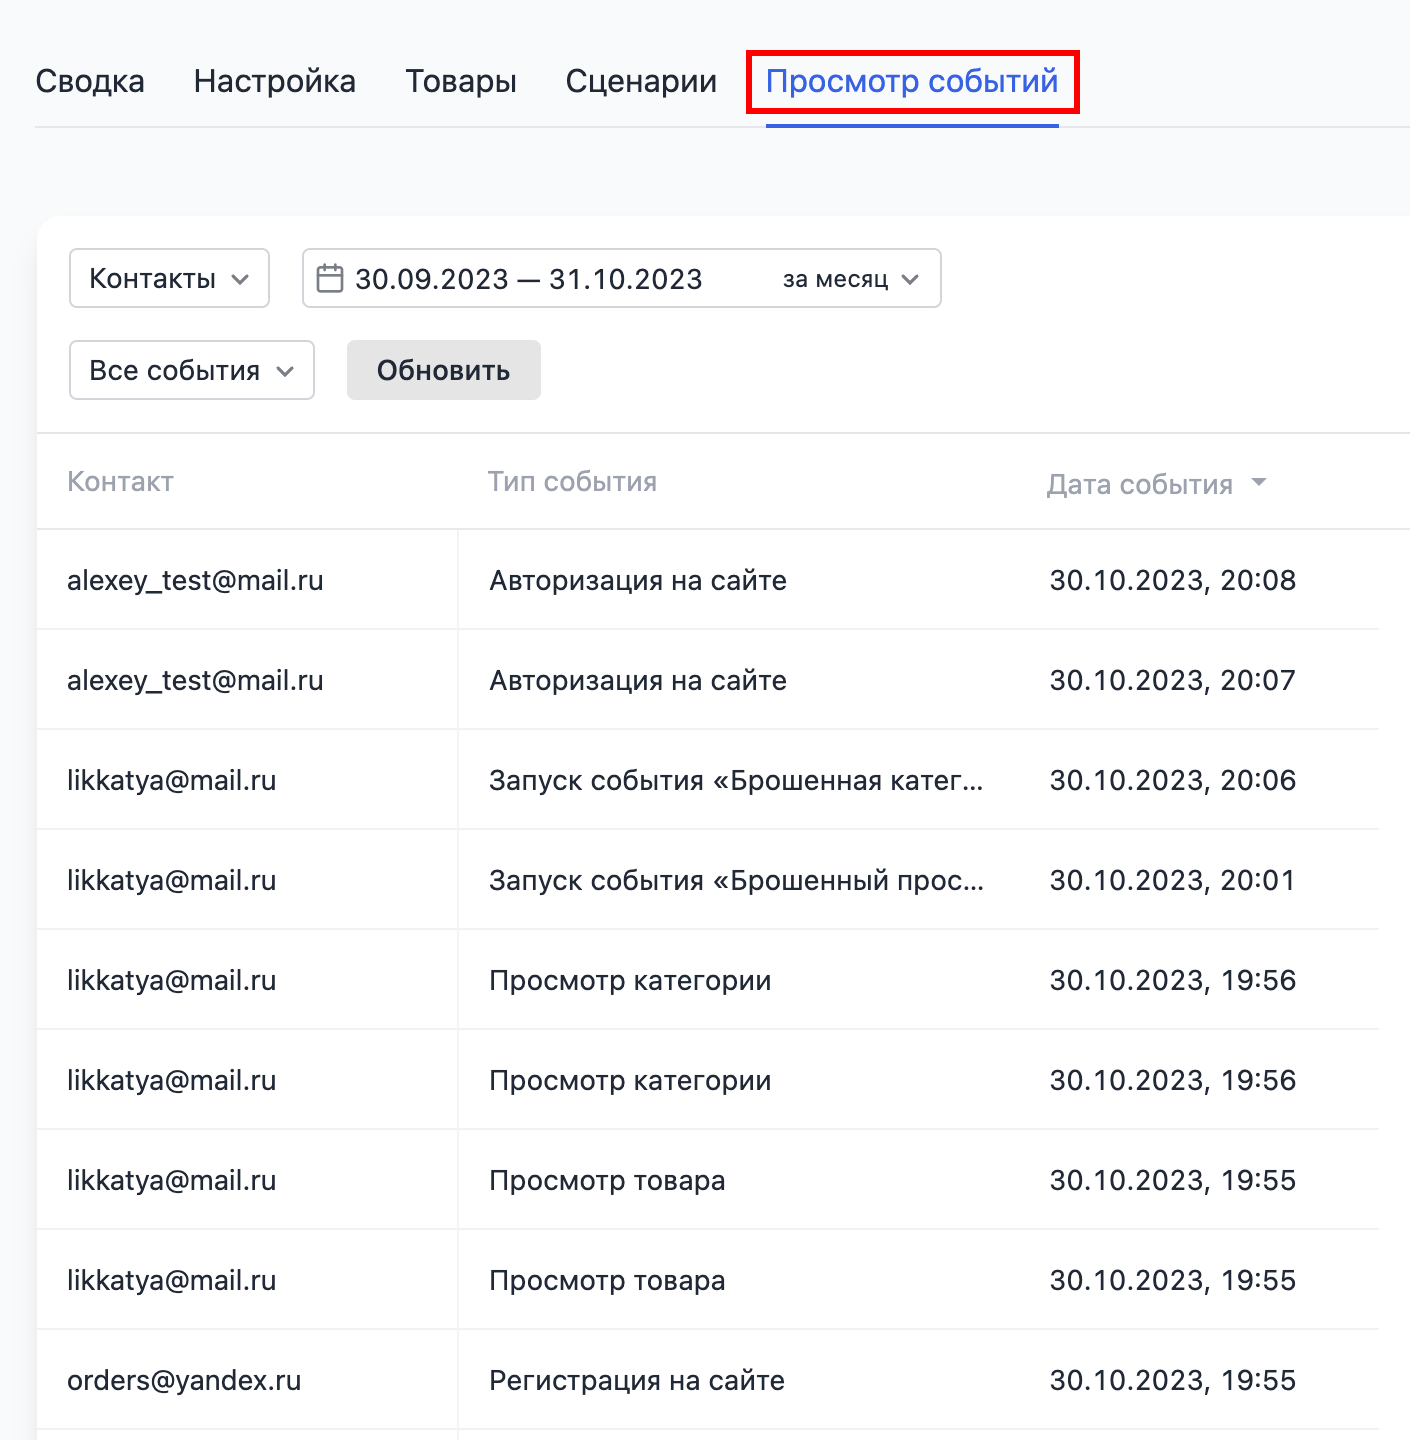 Сводка Настройка Товары Сценарии Просмотр событий
Контакты 30.09.2023 — 31.10.2023 за месяц
Все события Обновить
Контакт Тип события Дата события
alexey_test@mail.ru Авторизация на сайте 30.10.2023, 20:08
alexey_test@mail.ru Авторизация на сайте 30.10.2023, 20:07
likkatya@mail.ru Запуск события «Брошенная катег... 30.10.2023, 20:06
likkatya@mail.ru Запуск события «Брошенный прос... 30.10.2023, 20:01
likkatya@mail.ru Просмотр категории 30.10.2023, 19:56
likkatya@mail.ru Просмотр категории 30.10.2023, 19:56
likkatya@mail.ru Просмотр товара 30.10.2023, 19:55
likkatya@mail.ru Просмотр товара 30.10.2023, 19:55
orders@yandex.ru Регистрация на сайте 30.10.2023, 19:55